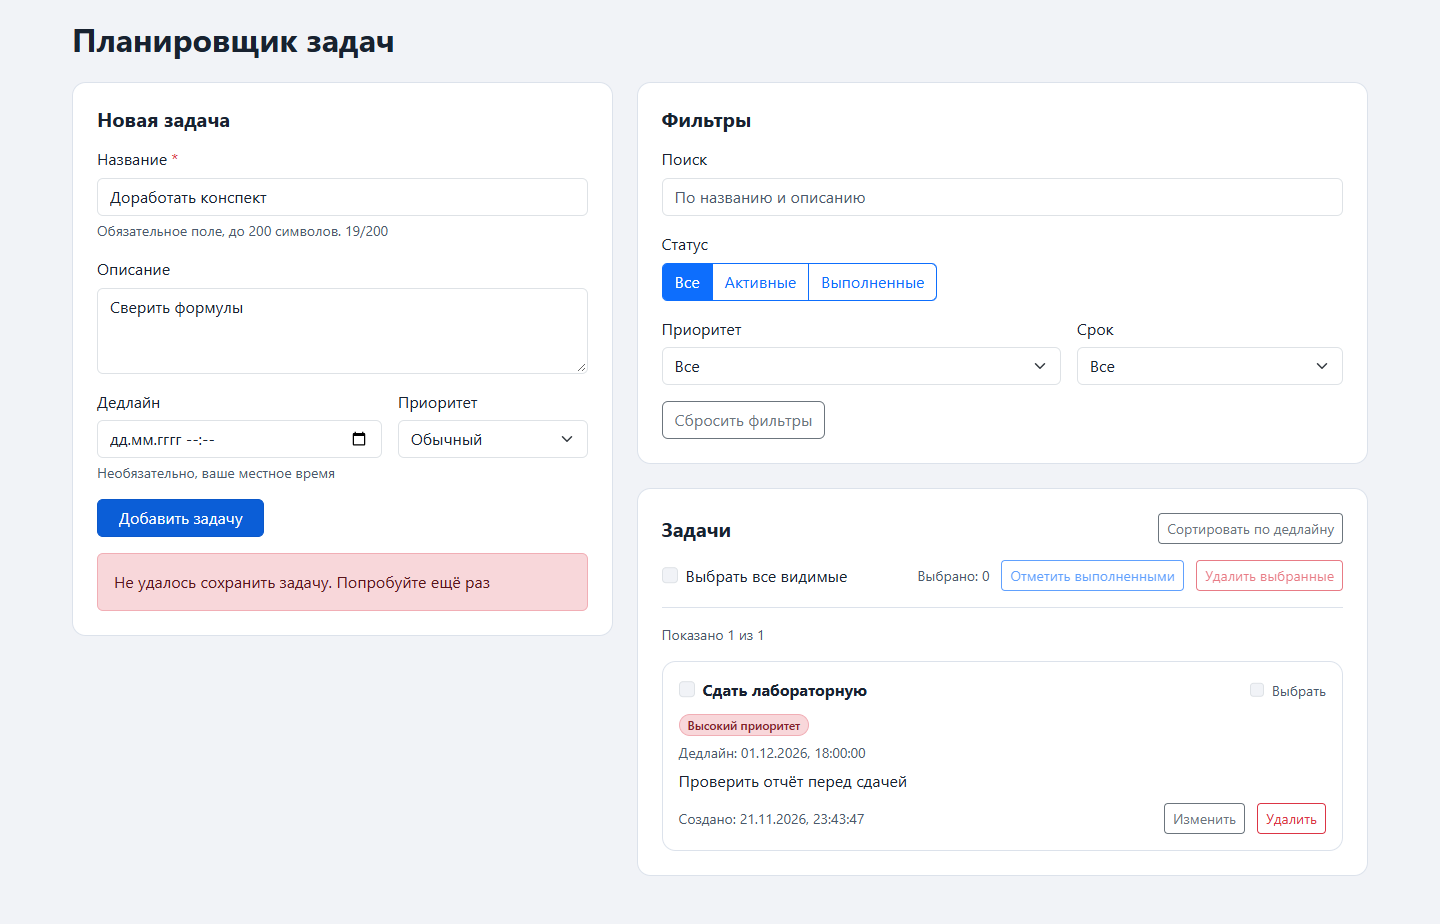 Планировщик задач
Новая задача
Название *
Доработать конспект
Обязательное поле, до 200 символов. 19/200
Описание
Сверить формулы
Дедлайн
Приоритет
дд.мм.гггг --:--
Обычный
Необязательно, ваше местное время
Добавить задачу
Не удалось сохранить задачу. Попробуйте ещё раз
Фильтры
Поиск
По названию и описанию
Статус
Все
Активные
Выполненные
Приоритет
Срок
Все
Все
Сбросить фильтры
Задачи
Сортировать по дедлайну
Выбрать все видимые
Выбрано: 0
Отметить выполненными
Удалить выбранные
Показано 1 из 1
Сдать лабораторную
Выбрать
Высокий приоритет
Дедлайн: 01.12.2026, 18:00:00
Проверить отчёт перед сдачей
Создано: 21.11.2026, 23:43:47
Изменить
Удалить